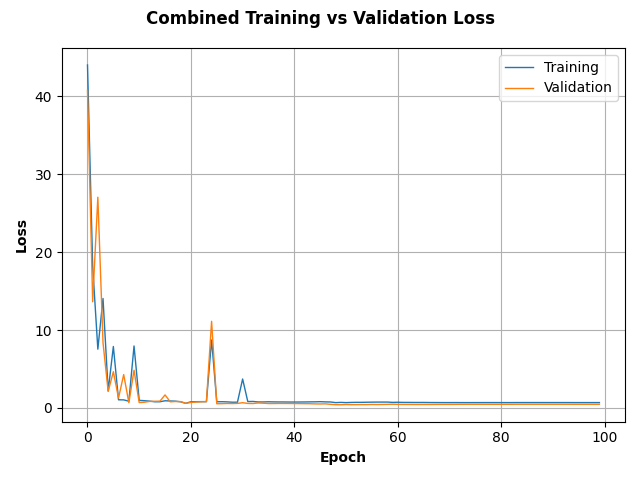 Combined Training vs Validation Loss
Training
Validation
Loss
40
30
20
10
0
0 20 40 60 80 100
Epoch